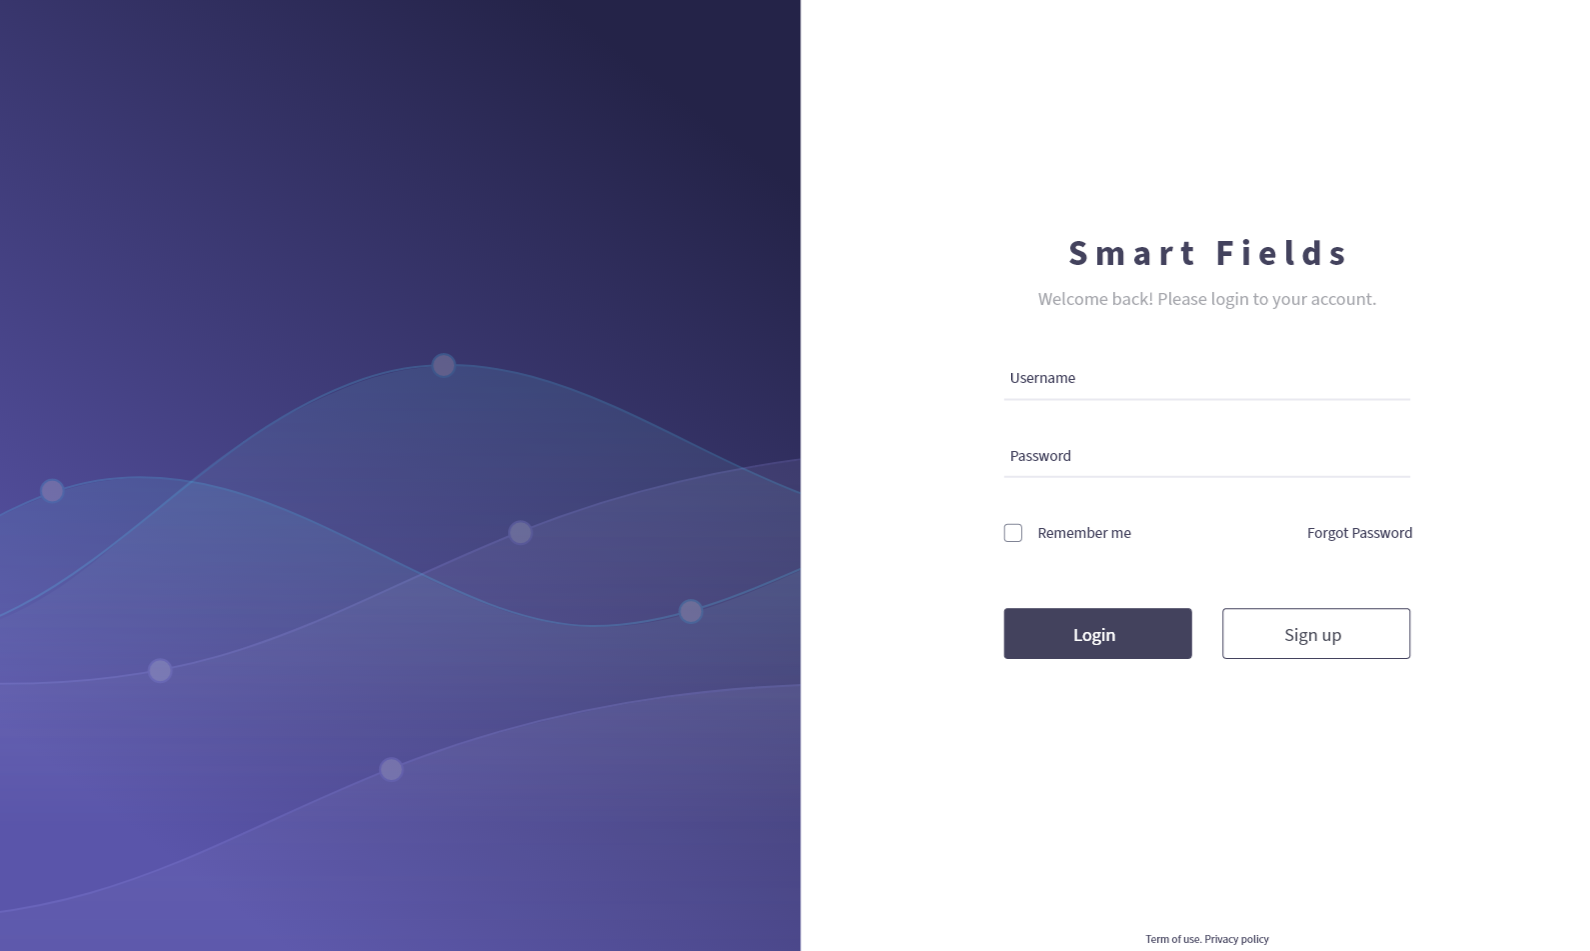 Smart Fields
Welcome back! Please login to your account.
Username
Password
Remember me
Forgot Password
Login
Sign up
Term of use. Privacy policy